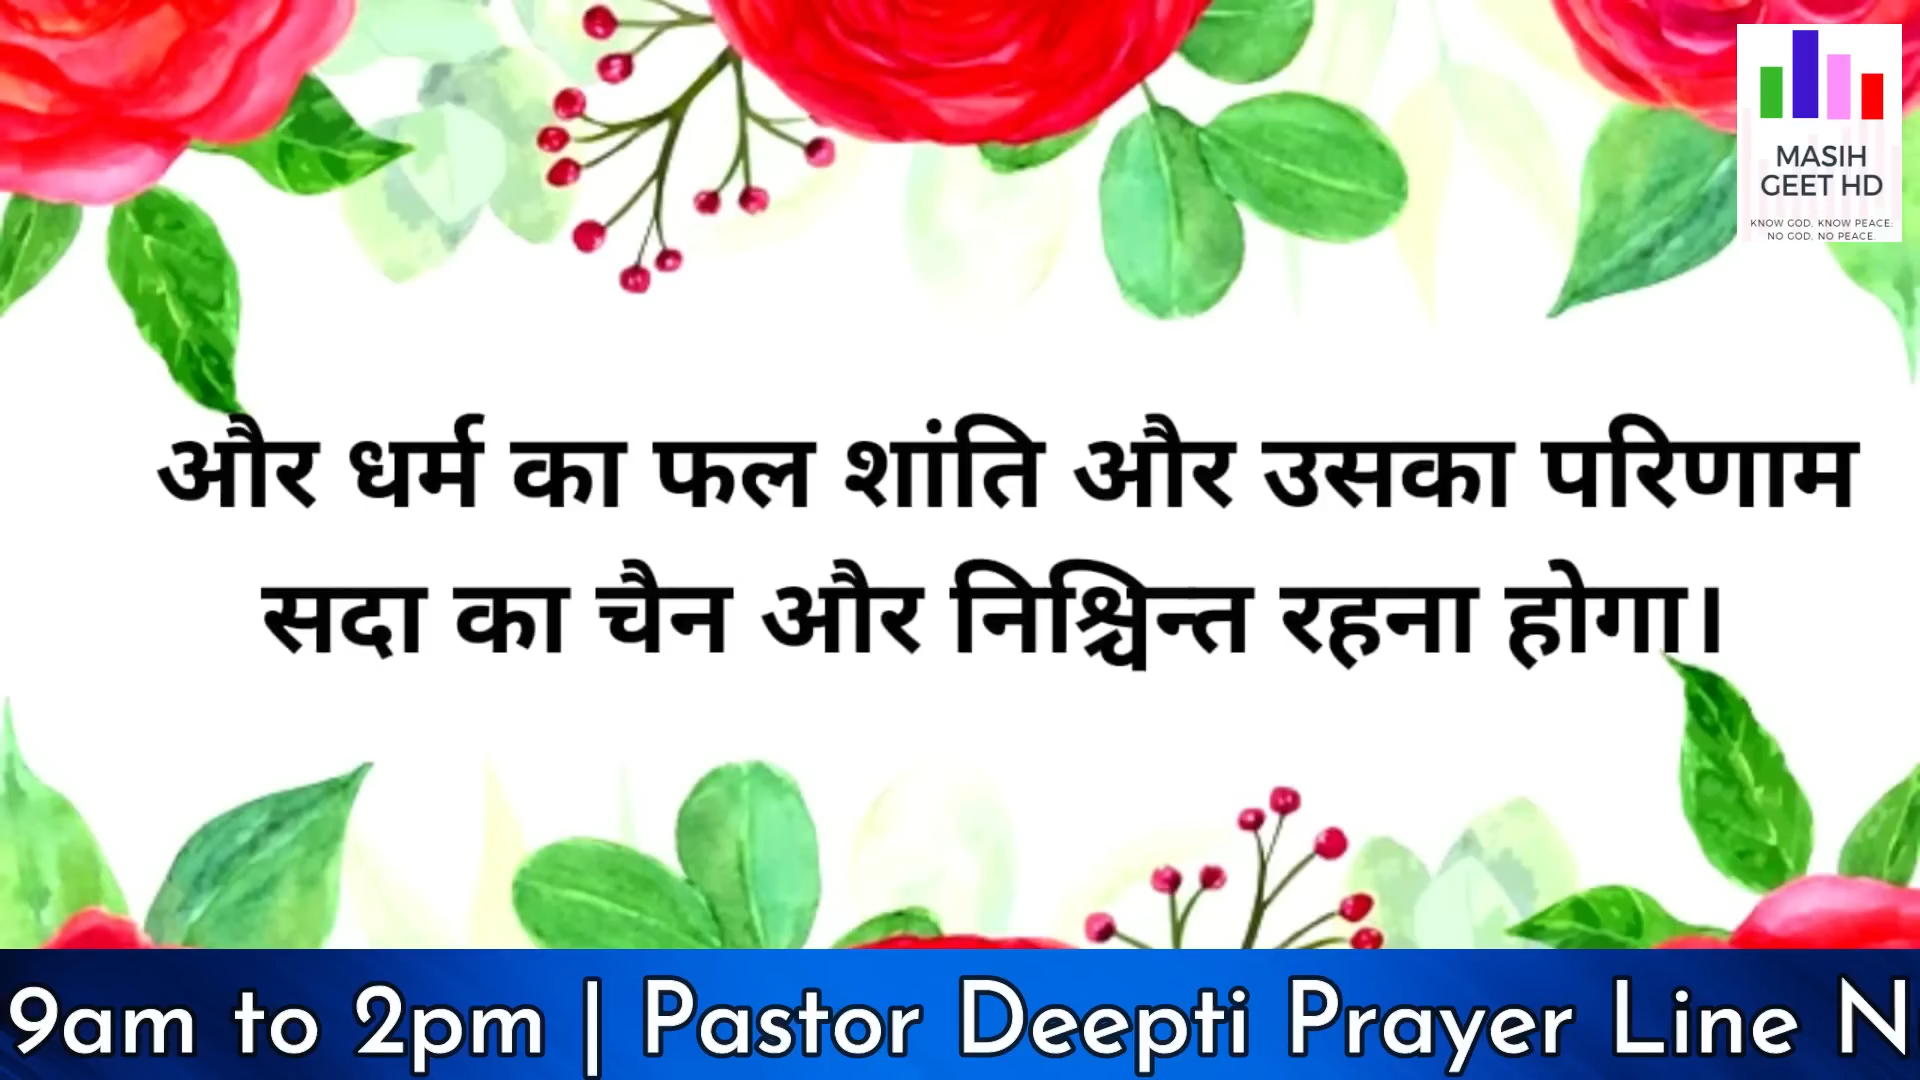 MASIH
GEET HD
KNOW GOD, KNOW PEACE;
NO GOD, NO PEACE.
और धर्म का फल शांति और उसका परिणाम
सदा का चैन और निश्चिन्त रहना होगा।
9am to 2pm | Pastor Deepti Prayer Line N